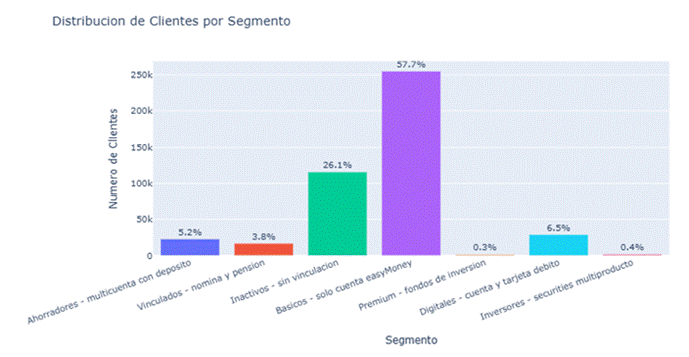 Distribucion de Clientes por Segmento
Numero de Clientes
250k
200k
150k
100k
50k
0
5.2%
3.8%
26.1%
57.7%
0.3%
6.5%
0.4%
Ahorradores - multicuenta con deposito
Vinculados - nomina y pension
Inactivos - sin vinculacion
Basicos - solo cuenta easyMoney
Premium - fondos de inversion
Digitales - cuenta y tarjeta debito
Inversores - securities multiproducto
Segmento